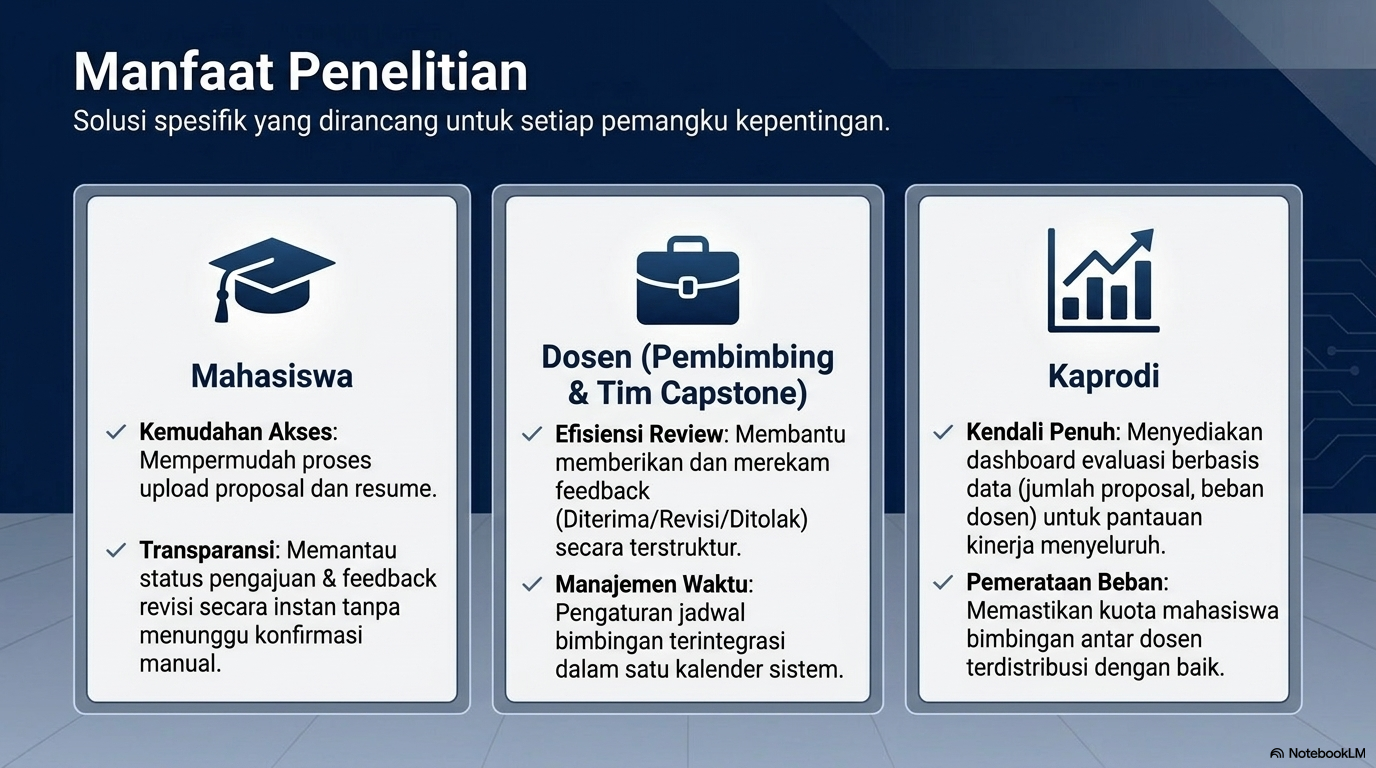 Manfaat Penelitian
Solusi spesifik yang dirancang untuk setiap pemangku kepentingan.
Mahasiswa
Kemudahan Akses:
Mempermudah proses
upload proposal dan resume.
Transparansi: Memantau
status pengajuan & feedback
revisi secara instan tanpa
menunggu konfirmasi
manual.
Dosen (Pembimbing
& Tim Capstone)
Efisiensi Review: Membantu
memberikan dan merekam
feedback
(Diterima/Revisi/Ditolak)
secara terstruktur.
Manajemen Waktu:
Pengaturan jadwal
bimbingan terintegrasi
dalam satu kalender sistem.
Kaprodi
Kendali Penuh: Menyediakan
dashboard evaluasi berbasis
data (jumlah proposal, beban
dosen) untuk pantauan
kinerja menyeluruh.
Pemerataan Beban:
Memastikan kuota mahasiswa
bimbingan antar dosen
terdistribusi dengan baik.
NotebookLM